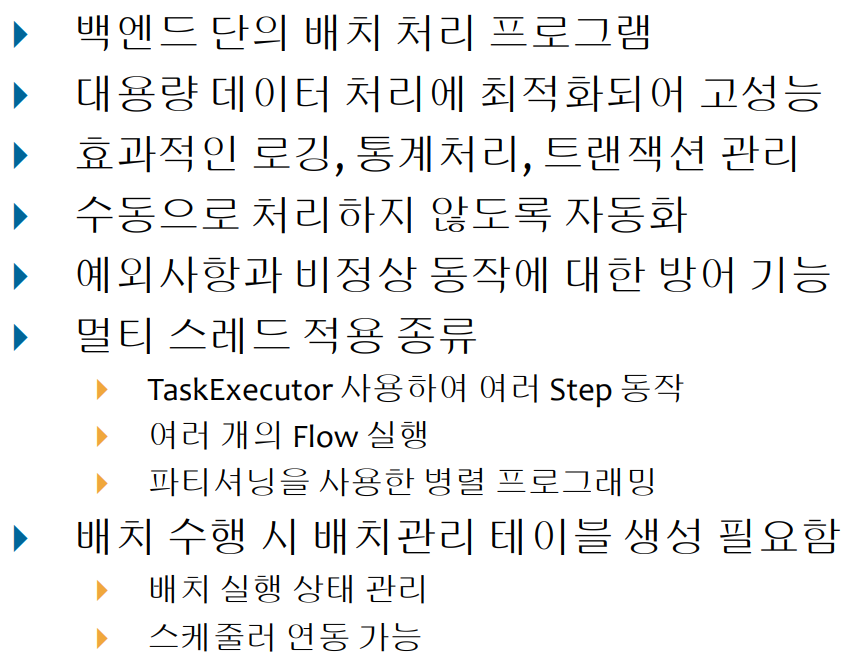 백엔드 단의 배치 처리 프로그램
대용량 데이터 처리에 최적화되어 고성능
효과적인 로깅, 통계처리, 트랜잭션 관리
수동으로 처리하지 않도록 자동화
예외사항과 비정상 동작에 대한 방어 기능
멀티 스레드 적용 종류
TaskExecutor 사용하여 여러 Step 동작
여러 개의 Flow 실행
파티셔닝을 사용한 병렬 프로그래밍
배치 수행 시 배치관리 테이블 생성 필요함
배치 실행 상태 관리
스케줄러 연동 가능